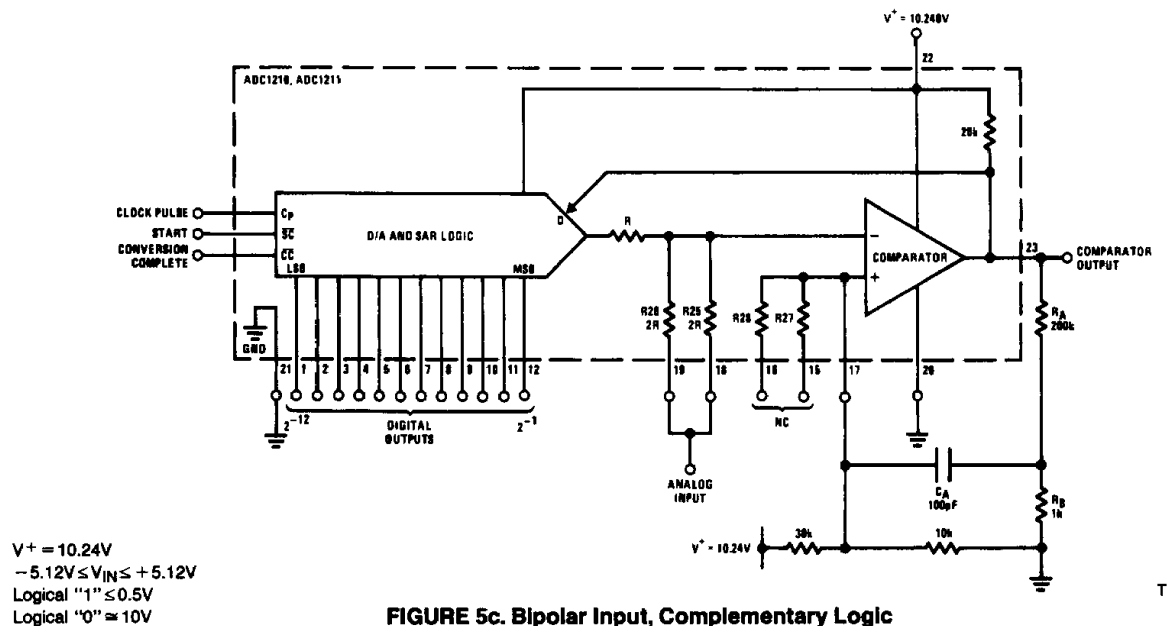 V+ = 10.240V
22
ADC1210, ADC1211
20k
CLOCK PULSE
START
CONVERSION
COMPLETE
CP
SC
CC
D/A AND SAR LOGIC
D
R
LSB
MSB
COMPARATOR
23
COMPARATOR
OUTPUT
R26
2R
R25
2R
R28
R27
RA
200k
GND
21
1
2
3
4
5
6
7
8
9
10
11
12
19
18
16
15
17
20
2-12
DIGITAL
OUTPUTS
2-1
NC
ANALOG
INPUT
CA
100pF
RB
1k
V+ = 10.24V
30k
10k
V+ = 10.24V
−5.12V ≤ VIN ≤ +5.12V
Logical "1" ≤ 0.5V
Logical "0" ≅ 10V
T
FIGURE 5c. Bipolar Input, Complementary Logic